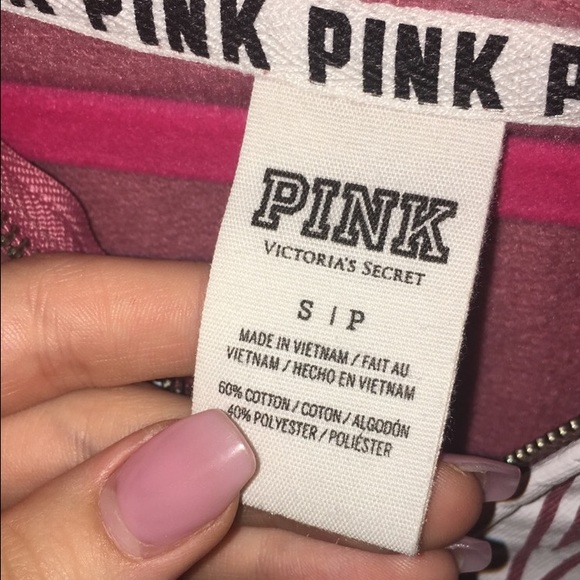 K PINK PINK PINK P
PINK
VICTORIA'S SECRET
S | P
MADE IN VIETNAM / FAIT AU
VIETNAM / HECHO EN VIETNAM
60% COTTON / COTON / ALGODÓN
40% POLYESTER / POLIÉSTER